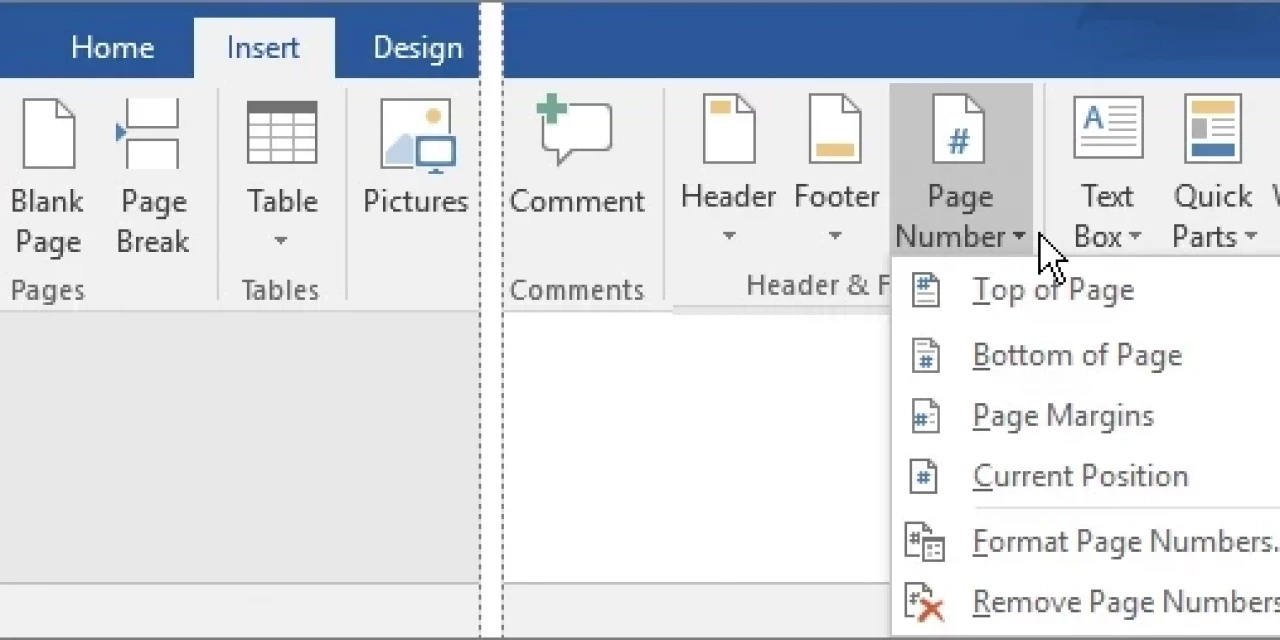 Home Insert Design
Blank Page
Page Break
Table
Pictures
Comment
Header
Footer
Page Number
Text Box
Quick Parts
Pages
Tables
Comments
Header & F
Top of Page
Bottom of Page
Page Margins
Current Position
Format Page Numbers.
Remove Page Numbers